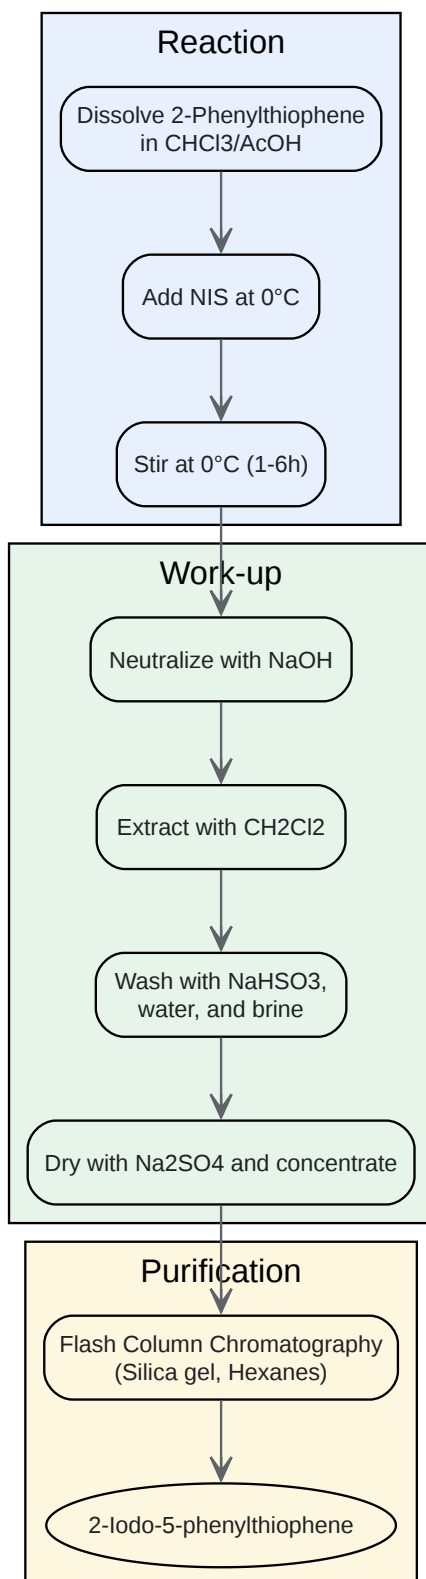 Reaction
Dissolve 2-Phenylthiophene
in CHCl3/AcOH
Add NIS at 0°C
Stir at 0°C (1-6h)
Work-up
Neutralize with NaOH
Extract with CH2Cl2
Wash with NaHSO3,
water, and brine
Dry with Na2SO4 and concentrate
Purification
Flash Column Chromatography
(Silica gel, Hexanes)
2-Iodo-5-phenylthiophene